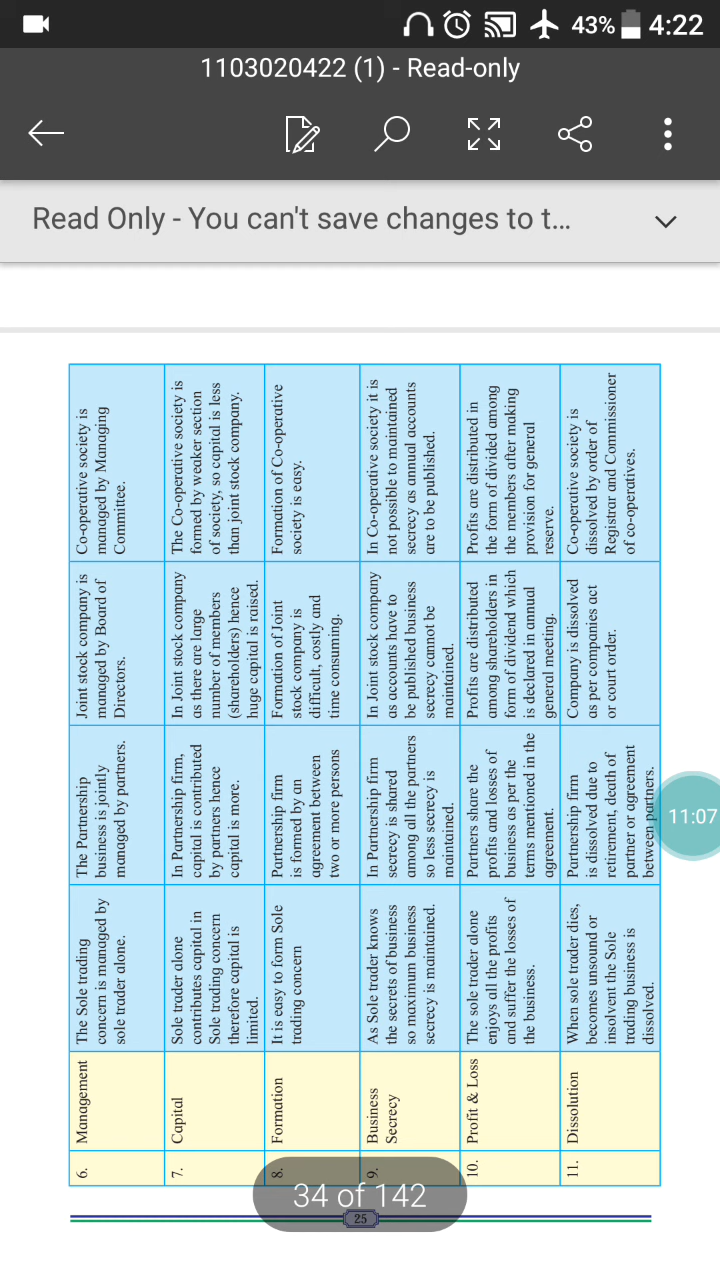 43% 4:22
1103020422 (1) - Read-only
Read Only - You can't save changes to t...
6.
Management
The Sole trading
concern is managed by
sole trader alone.
The Partnership
business is jointly
managed by partners.
Joint stock company is
managed by Board of
Directors.
Co-operative society is
managed by Managing
Committee.
7.
Capital
Sole trader alone
contributes capital in
Sole trading concern
therefore capital is
limited.
In Partnership firm,
capital is contributed
by partners hence
capital is more.
In Joint stock company
as there are large
number of members
(shareholders) hence
huge capital is raised.
The Co-operative society is
formed by weaker section
of society, so capital is less
than joint stock company.
8.
Formation
It is easy to form Sole
trading concern
Partnership firm
is formed by an
agreement between
two or more persons
Formation of Joint
stock company is
difficult, costly and
time consuming.
Formation of Co-operative
society is easy.
9.
Business
Secrecy
As Sole trader knows
the secrets of business
so maximum business
secrecy is maintained.
In Partnership firm
secrecy is shared
among all the partners
so less secrecy is
maintained.
In Joint stock company
as accounts have to
be published business
secrecy cannot be
maintained.
In Co-operative society it is
not possible to maintained
secrecy as annual accounts
are to be published.
10.
Profit & Loss
The sole trader alone
enjoys all the profits
and suffer the losses of
the business.
Partners share the
profits and losses of
business as per the
terms mentioned in the
agreement.
Profits are distributed
among shareholders in
form of dividend which
is declared in annual
general meeting.
Profits are distributed in
the form of divided among
the members after making
provision for general
reserve.
11.
Dissolution
When sole trader dies,
becomes unsound or
insolvent the Sole
trading business is
dissolved.
Partnership firm
is dissolved due to
retirement, death of
partner or agreement
between partners.
Company is dissolved
as per companies act
or court order.
Co-operative society is
dissolved by order of
Registrar and Commissioner
of co-operatives.
11:07
34 of 142
25